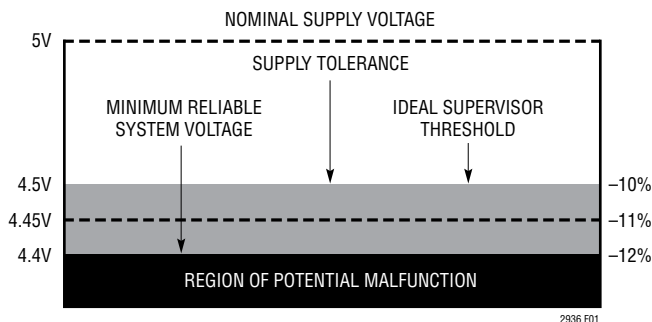 NOMINAL SUPPLY VOLTAGE
5V
SUPPLY TOLERANCE
MINIMUM RELIABLE
SYSTEM VOLTAGE
IDEAL SUPERVISOR
THRESHOLD
4.5V
–10%
4.45V
–11%
4.4V
–12%
REGION OF POTENTIAL MALFUNCTION
2936 F01